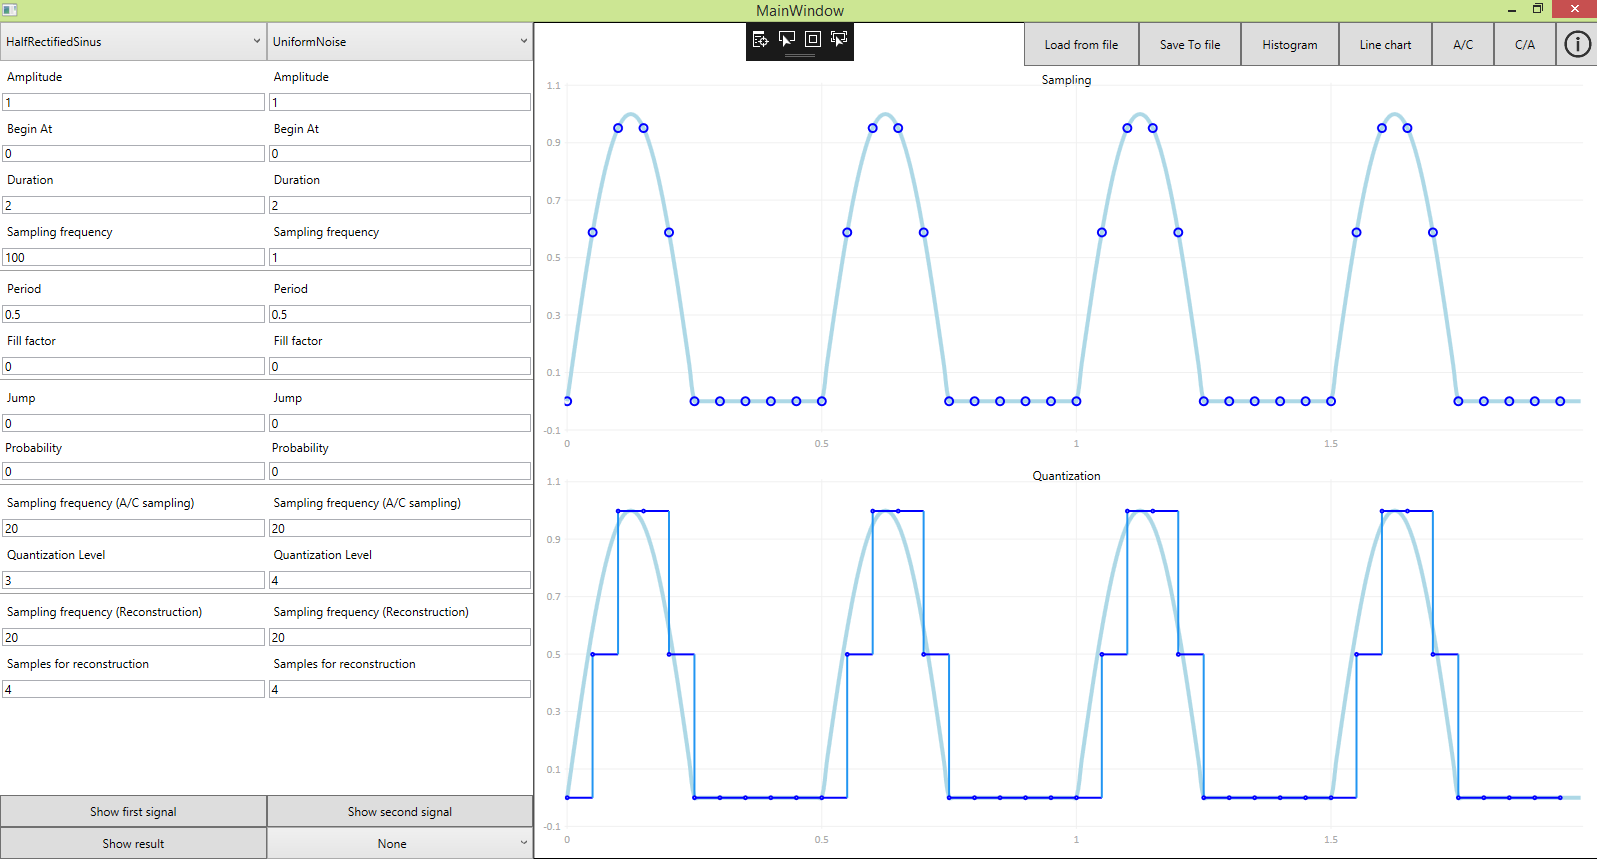 MainWindow
HalfRectifiedSinus UniformNoise
Load from file Save To file Histogram Line chart A/C C/A
Amplitude Amplitude
1 1
Begin At Begin At
0 0
Duration Duration
2 2
Sampling frequency Sampling frequency
100 1
Period Period
0.5 0.5
Fill factor Fill factor
0 0
Jump Jump
0 0
Probability Probability
0 0
Sampling frequency (A/C sampling) Sampling frequency (A/C sampling)
20 20
Quantization Level Quantization Level
3 4
Sampling frequency (Reconstruction) Sampling frequency (Reconstruction)
20 20
Samples for reconstruction Samples for reconstruction
4 4
Show first signal Show second signal
Show result None
Sampling
1.1
0.9
0.7
0.5
0.3
0.1
-0.1
0 0.5 1 1.5
Quantization
1.1
0.9
0.7
0.5
0.3
0.1
-0.1
0 0.5 1 1.5